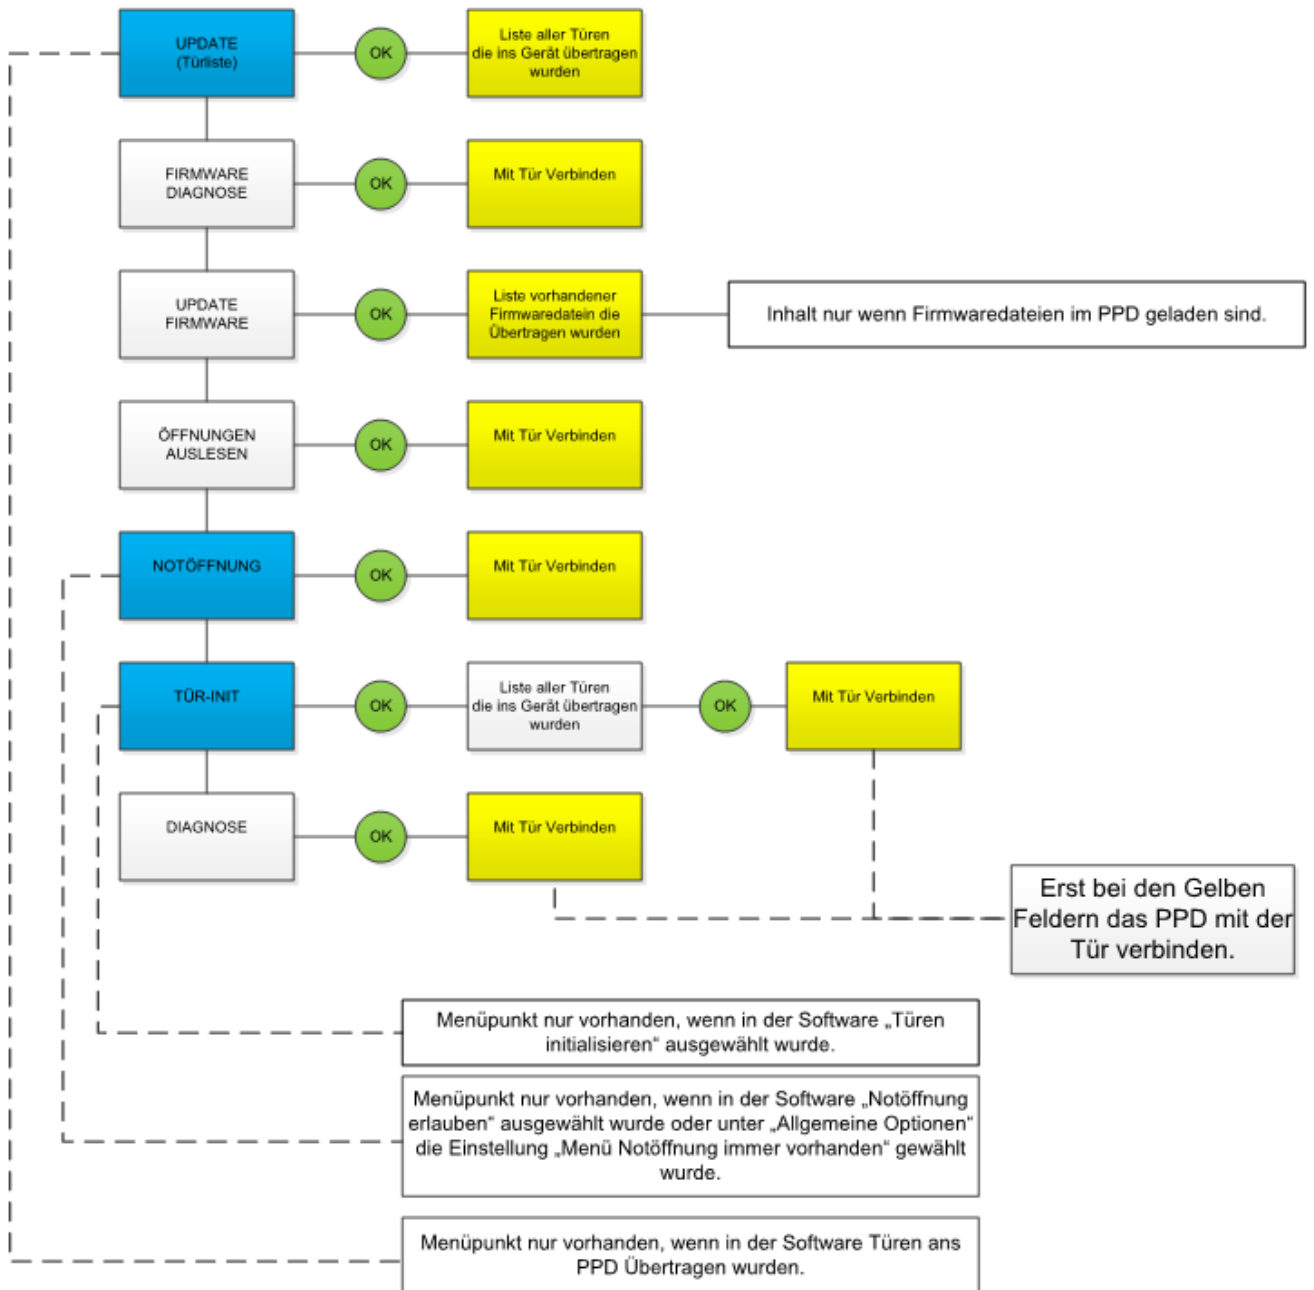 UPDATE
(Türliste)
OK
Liste aller Türen
die ins Gerät übertragen
wurden
FIRMWARE
DIAGNOSE
OK
Mit Tür Verbinden
UPDATE
FIRMWARE
OK
Liste vorhandener
Firmwaredatein die
Übertragen wurden
Inhalt nur wenn Firmwaredateien im PPD geladen sind.
ÖFFNUNGEN
AUSLESEN
OK
Mit Tür Verbinden
NOTÖFFNUNG
OK
Mit Tür Verbinden
TÜR-INIT
OK
Liste aller Türen
die ins Gerät übertragen
wurden
OK
Mit Tür Verbinden
DIAGNOSE
OK
Mit Tür Verbinden
Erst bei den Gelben
Feldern das PPD mit der
Tür verbinden.
Menüpunkt nur vorhanden, wenn in der Software „Türen
initialisieren“ ausgewählt wurde.
Menüpunkt nur vorhanden, wenn in der Software „Notöffnung
erlauben“ ausgewählt wurde oder unter „Allgemeine Optionen“
die Einstellung „Menü Notöffnung immer vorhanden“ gewählt
wurde.
Menüpunkt nur vorhanden, wenn in der Software Türen ans
PPD Übertragen wurden.